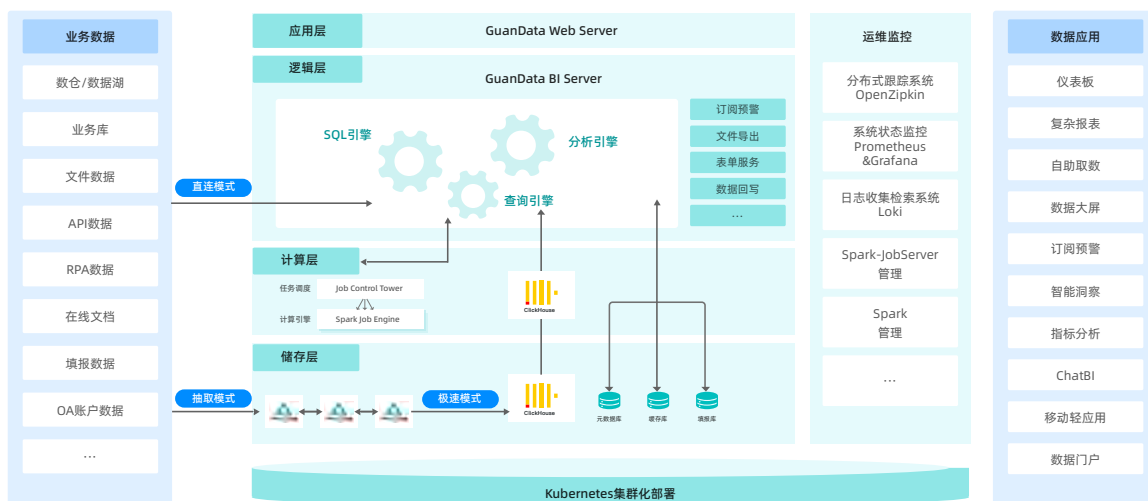 业务数据
数仓/数据湖
业务库
文件数据
API数据
RPA数据
在线文档
填报数据
OA账户数据
...
直连模式
抽取模式
应用层
GuanData Web Server
逻辑层
GuanData BI Server
SQL引擎
分析引擎
查询引擎
订阅预警
文件导出
表单服务
数据回写
...
计算层
任务调度
Job Control Tower
计算引擎
Spark Job Engine
ClickHouse
储存层
极速模式
ClickHouse
元数据库
缓存库
填报库
Kubernetes集群化部署
运维监控
分布式跟踪系统
OpenZipkin
系统状态监控
Prometheus
&Grafana
日志收集检索系统
Loki
Spark-JobServer
管理
Spark
管理
...
数据应用
仪表板
复杂报表
自助取数
数据大屏
订阅预警
智能洞察
指标分析
ChatBI
移动轻应用
数据门户